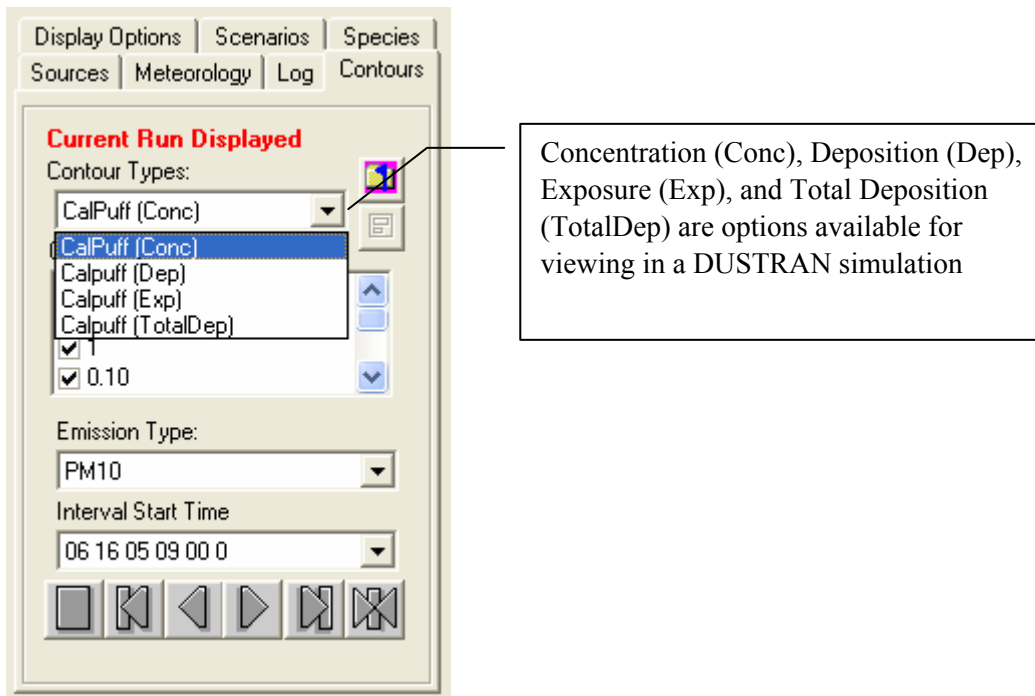 Display Options Scenarios Species
Sources Meteorology Log Contours
Current Run Displayed
Contour Types:
CalPuff (Conc)
CalPuff (Conc)
Calpuff (Dep)
Calpuff (Exp)
Calpuff (TotalDep)
1
0.10
Emission Type:
PM10
Interval Start Time
06 16 05 09 00 0
Concentration (Conc), Deposition (Dep),
Exposure (Exp), and Total Deposition
(TotalDep) are options available for
viewing in a DUSTRAN simulation